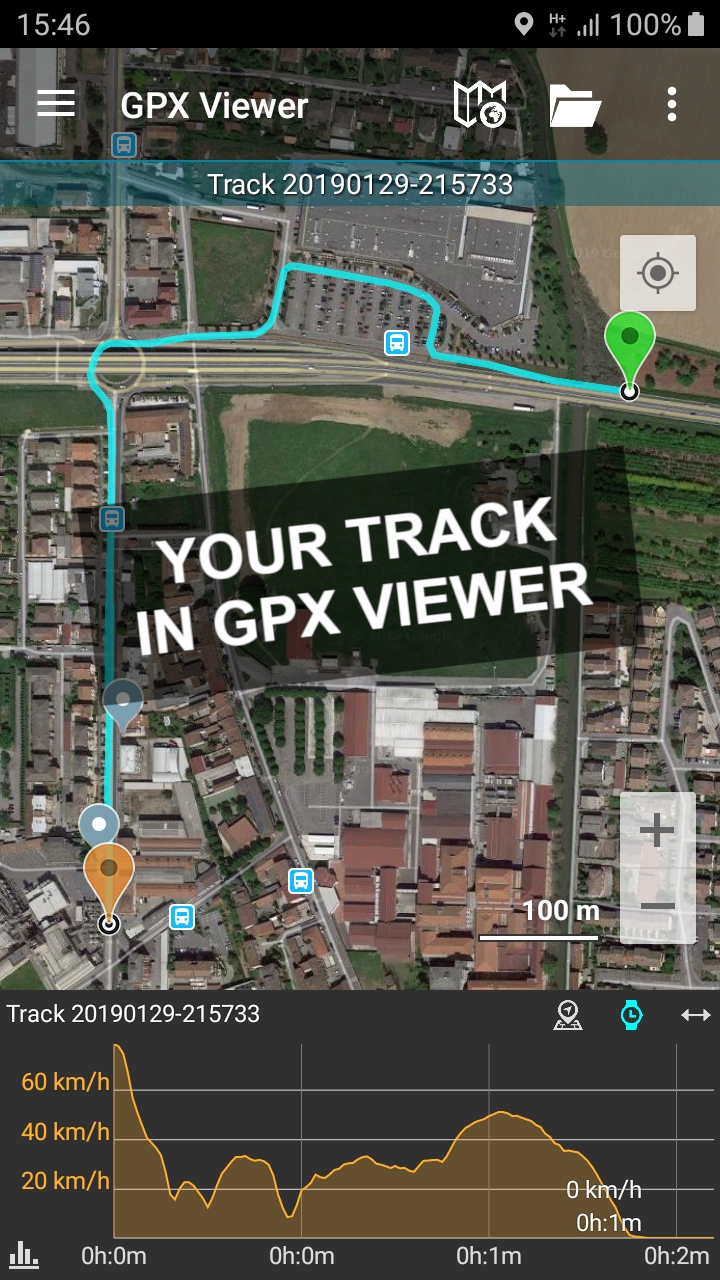 15:46
H+
100%
GPX Viewer
Track 20190129-215733
YOUR TRACK
IN GPX VIEWER
+
−
100 m
Track 20190129-215733
60 km/h
40 km/h
20 km/h
0 km/h
0h:1m
0h:0m
0h:0m
0h:1m
0h:2m